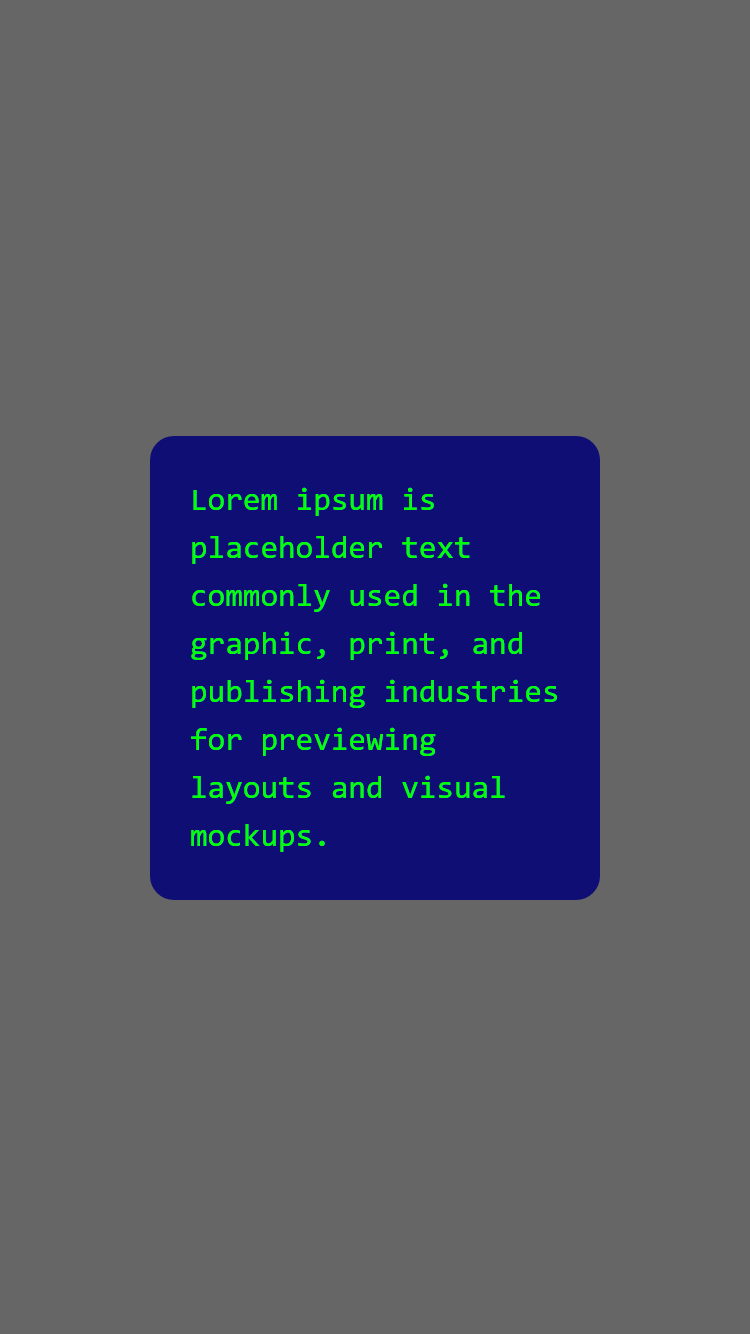 Lorem ipsum is
placeholder text
commonly used in the
graphic, print, and
publishing industries
for previewing
layouts and visual
mockups.